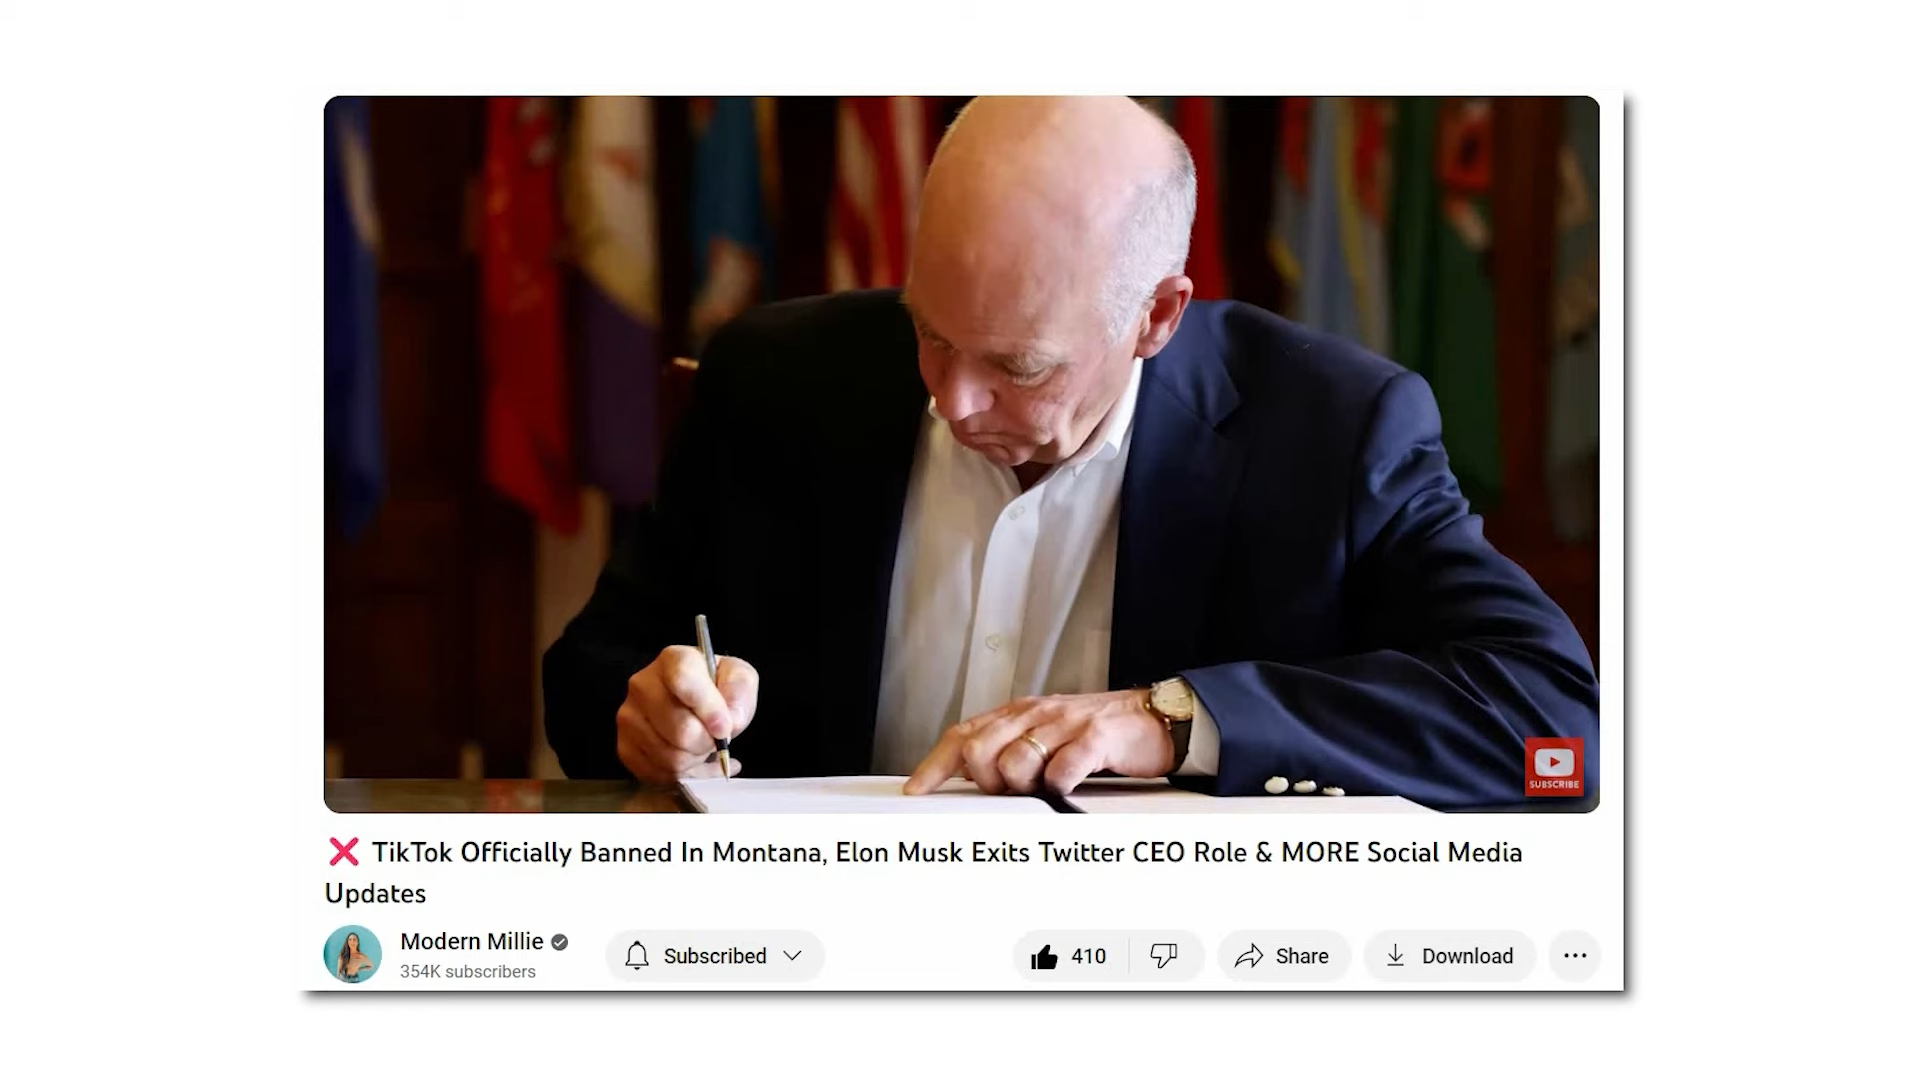 SUBSCRIBE
❌ TikTok Officially Banned In Montana, Elon Musk Exits Twitter CEO Role & MORE Social Media
Updates
Modern Millie
354K subscribers
Subscribed
410
Share
Download